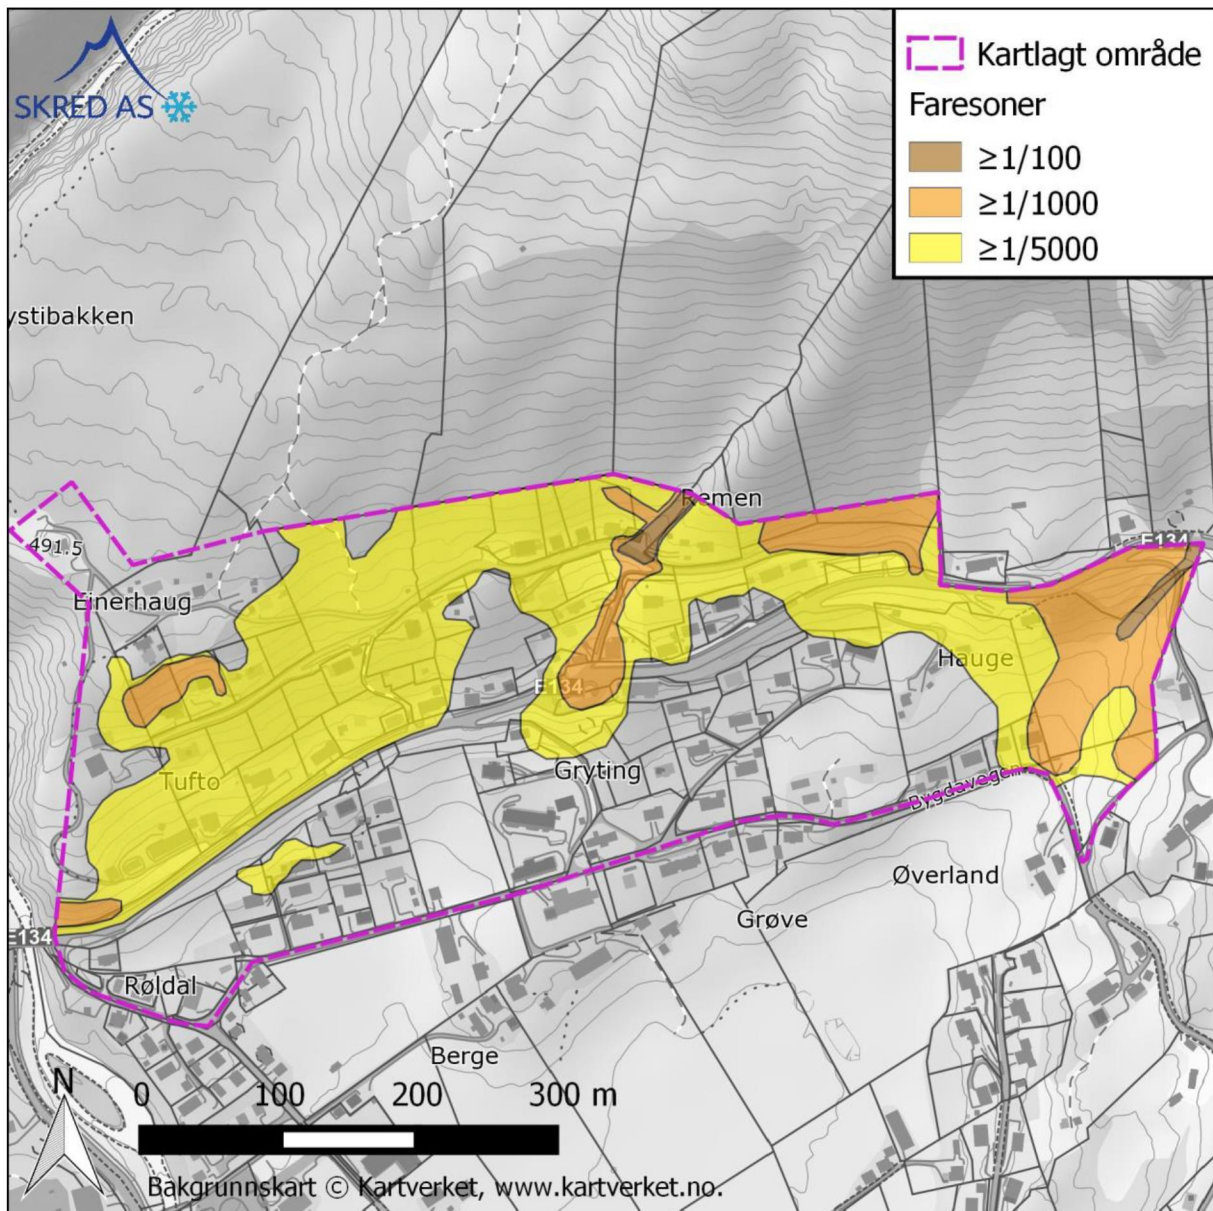 SKRED AS
Kartlagt område
Faresoner
≥1/100
≥1/1000
≥1/5000
ystibakken
Remen
491.5
E134
Einerhaug
Hauge
E134
Gryting
Tufto
Bygdavegen
Øverland
Grøve
E134
Røldal
Berge
N
0 100 200 300 m
Bakgrunnskart © Kartverket, www.kartverket.no.